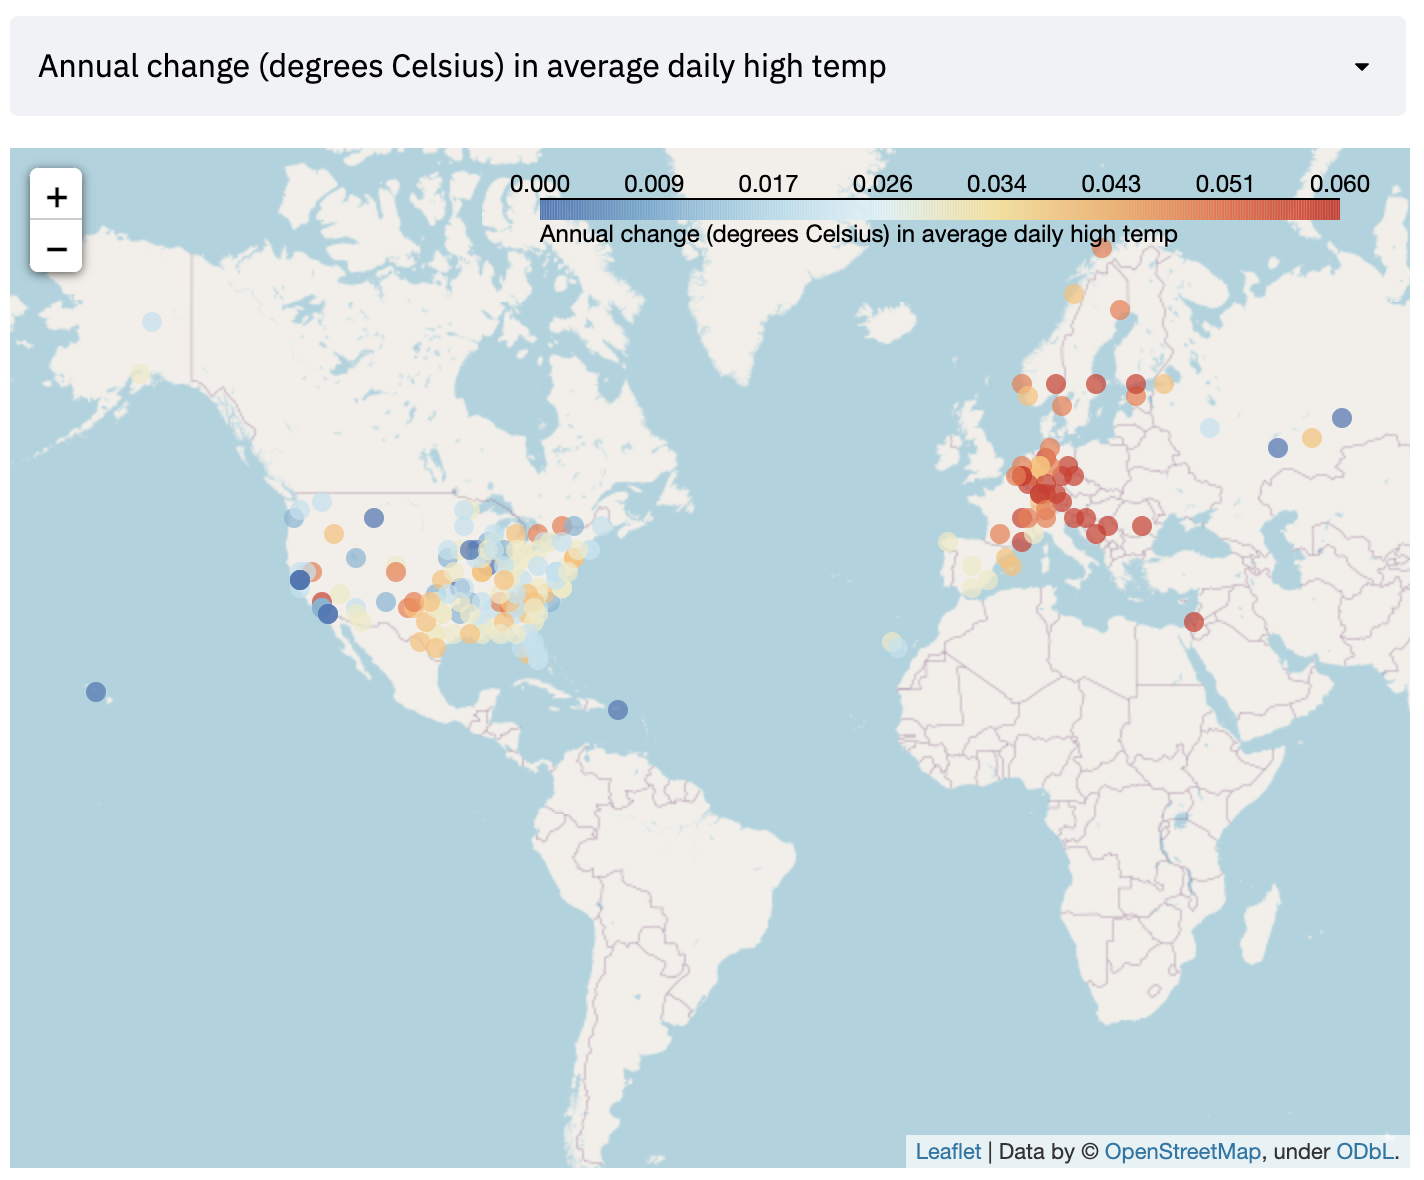 Annual change (degrees Celsius) in average daily high temp
+
−
0.000 0.009 0.017 0.026 0.034 0.043 0.051 0.060
Annual change (degrees Celsius) in average daily high temp
Leaflet | Data by © OpenStreetMap, under ODbL.